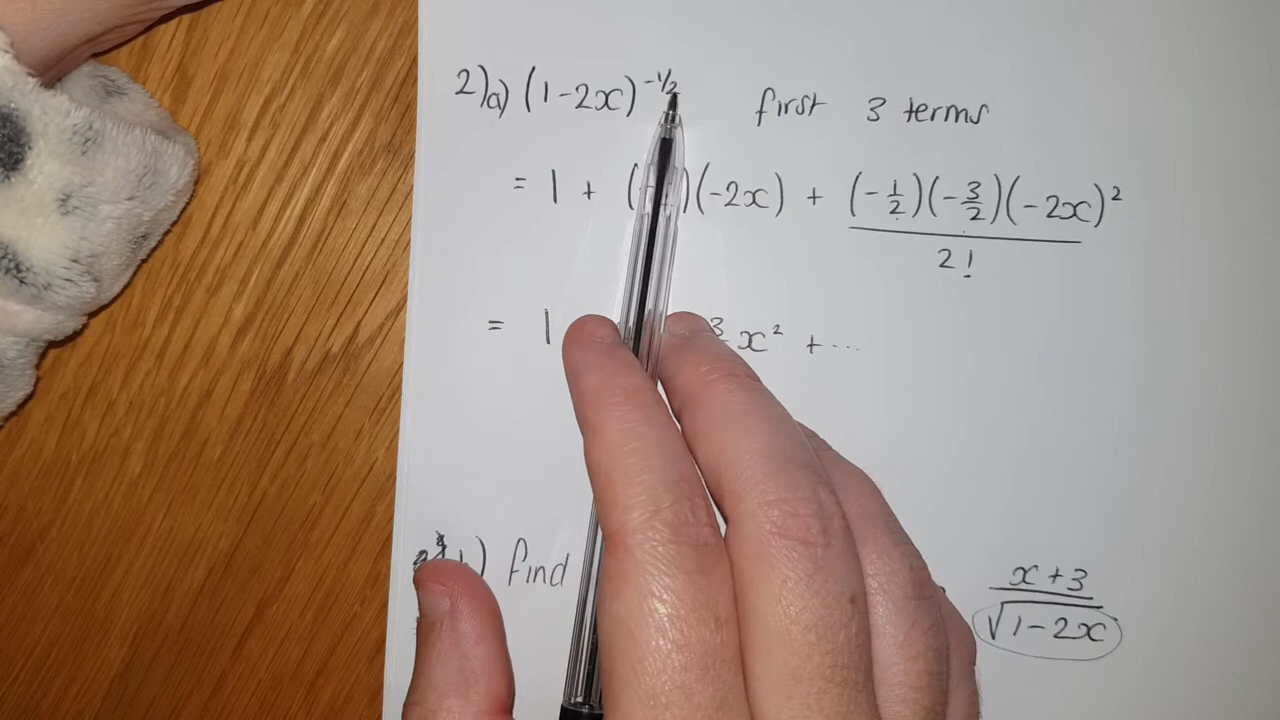 2)a) (1-2x)^-1/2 first 3 terms
= 1 + ( )(-2x) + (-1/2)(-3/2)(-2x)²/2!
= 1 3 x² + ...
) find x+3/√1-2x